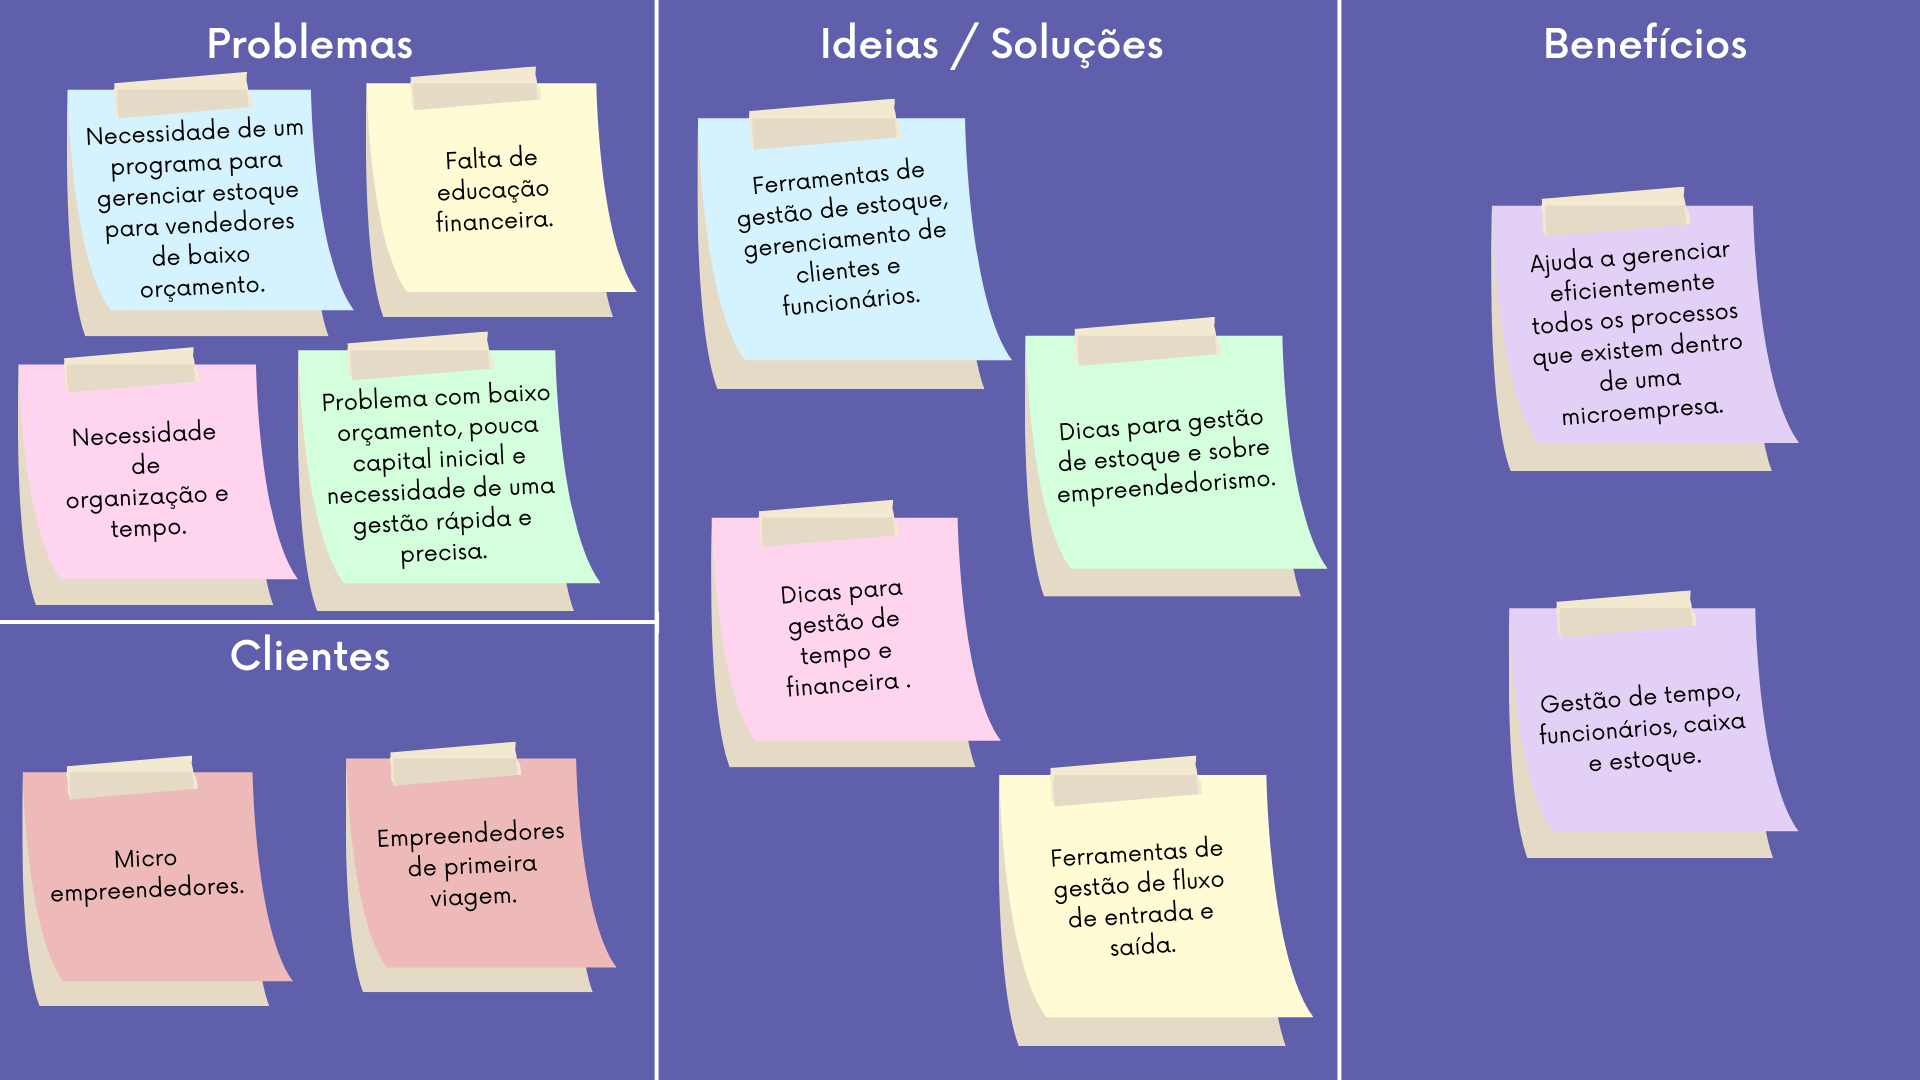 Problemas
Necessidade de um
programa para
gerenciar estoque
para vendedores
de baixo
orçamento.
Falta de
educação
financeira.
Necessidade
de
organização e
tempo.
Problema com baixo
orçamento, pouca
capital inicial e
necessidade de uma
gestão rápida e
precisa.
Clientes
Micro
empreendedores.
Empreendedores
de primeira
viagem.
Ideias / Soluções
Ferramentas de
gestão de estoque,
gerenciamento de
clientes e
funcionários.
Dicas para gestão
de estoque e sobre
empreendedorismo.
Dicas para
gestão de
tempo e
financeira .
Ferramentas de
gestão de fluxo
de entrada e
saída.
Benefícios
Ajuda a gerenciar
eficientemente
todos os processos
que existem dentro
de uma
microempresa.
Gestão de tempo,
funcionários, caixa
e estoque.